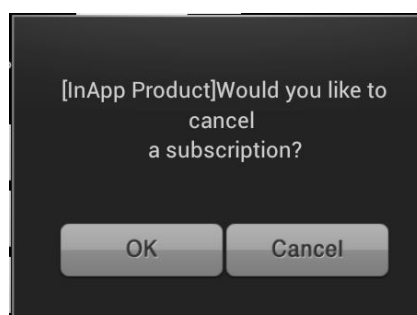 [InApp Product]Would you like to
cancel
a subscription?
OK
Cancel